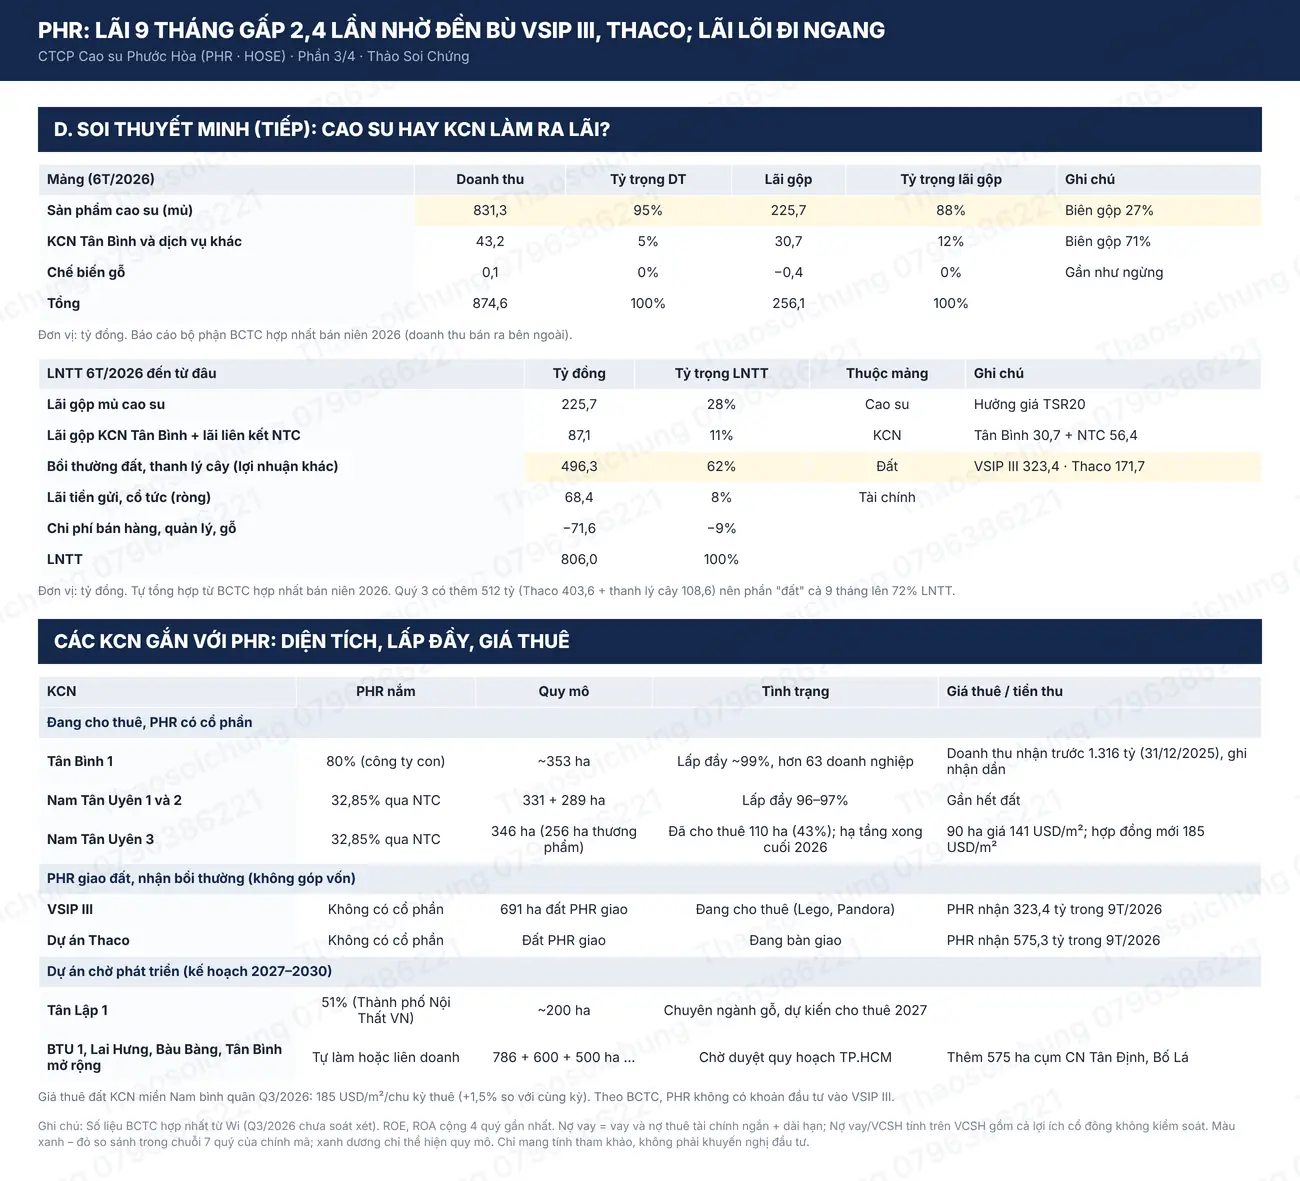 PHR: LÃI 9 THÁNG GẤP 2,4 LẦN NHỜ ĐỀN BÙ VSIP III, THACO; LÃI LÕI ĐI NGANG
CTCP Cao su Phước Hòa (PHR · HOSE) · Phần 3/4 · Thảo Soi Chứng
D. SOI THUYẾT MINH (TIẾP): CAO SU HAY KCN LÀM RA LÃI?
Mảng (6T/2026) Doanh thu Tỷ trọng DT Lãi gộp Tỷ trọng lãi gộp Ghi chú
Sản phẩm cao su (mủ) 831,3 95% 225,7 88% Biên gộp 27%
KCN Tân Bình và dịch vụ khác 43,2 5% 30,7 12% Biên gộp 71%
Chế biến gỗ 0,1 0% −0,4 0% Gần như ngừng
Tổng 874,6 100% 256,1 100%
Đơn vị: tỷ đồng. Báo cáo bộ phận BCTC hợp nhất bán niên 2026 (doanh thu bán ra bên ngoài).
LNTT 6T/2026 đến từ đâu Tỷ đồng Tỷ trọng LNTT Thuộc mảng Ghi chú
Lãi gộp mủ cao su 225,7 28% Cao su Hưởng giá TSR20
Lãi gộp KCN Tân Bình + lãi liên kết NTC 87,1 11% KCN Tân Bình 30,7 + NTC 56,4
Bồi thường đất, thanh lý cây (lợi nhuận khác) 496,3 62% Đất VSIP III 323,4 · Thaco 171,7
Lãi tiền gửi, cổ tức (ròng) 68,4 8% Tài chính
Chi phí bán hàng, quản lý, gỗ −71,6 −9%
LNTT 806,0 100%
Đơn vị: tỷ đồng. Tự tổng hợp từ BCTC hợp nhất bán niên 2026. Quý 3 có thêm 512 tỷ (Thaco 403,6 + thanh lý cây 108,6) nên phần "đất" cả 9 tháng lên 72% LNTT.
CÁC KCN GẮN VỚI PHR: DIỆN TÍCH, LẤP ĐẦY, GIÁ THUÊ
KCN PHR nắm Quy mô Tình trạng Giá thuê / tiền thu
Đang cho thuê, PHR có cổ phần
Tân Bình 1 80% (công ty con) ~353 ha Lấp đầy ~99%, hơn 63 doanh nghiệp Doanh thu nhận trước 1.316 tỷ (31/12/2025), ghi
nhận dần
Nam Tân Uyên 1 và 2 32,85% qua NTC 331 + 289 ha Lấp đầy 96–97% Gần hết đất
Nam Tân Uyên 3 32,85% qua NTC 346 ha (256 ha thương Đã cho thuê 110 ha (43%); hạ tầng xong 90 ha giá 141 USD/m²; hợp đồng mới 185
phẩm) cuối 2026 USD/m²
PHR giao đất, nhận bồi thường (không góp vốn)
VSIP III Không có cổ phần 691 ha đất PHR giao Đang cho thuê (Lego, Pandora) PHR nhận 323,4 tỷ trong 9T/2026
Dự án Thaco Không có cổ phần Đất PHR giao Đang bàn giao PHR nhận 575,3 tỷ trong 9T/2026
Dự án chờ phát triển (kế hoạch 2027–2030)
Tân Lập 1 51% (Thành phố Nội ~200 ha Chuyên ngành gỗ, dự kiến cho thuê 2027
Thất VN)
BTU 1, Lai Hưng, Bàu Bàng, Tân Bình Tự làm hoặc liên doanh 786 + 600 + 500 ha ... Chờ duyệt quy hoạch TP.HCM Thêm 575 ha cụm CN Tân Định, Bố Lá
mở rộng
Giá thuê đất KCN miền Nam bình quân Q3/2026: 185 USD/m²/chu kỳ thuê (+1,5% so với cùng kỳ). Theo BCTC, PHR không có khoản đầu tư vào VSIP III.
Ghi chú: Số liệu BCTC hợp nhất từ Wi (Q3/2026 chưa soát xét). ROE, ROA cộng 4 quý gần nhất. Nợ vay = vay và nợ thuê tài chính ngắn + dài hạn; Nợ vay/VCSH tính trên VCSH gồm cả lợi ích cổ đông không kiểm soát. Màu
xanh – đỏ so sánh trong chuỗi 7 quý của chính mã; xanh dương chỉ thể hiện quy mô. Chỉ mang tính tham khảo, không phải khuyến nghị đầu tư.
Thaosoichung 0796386221